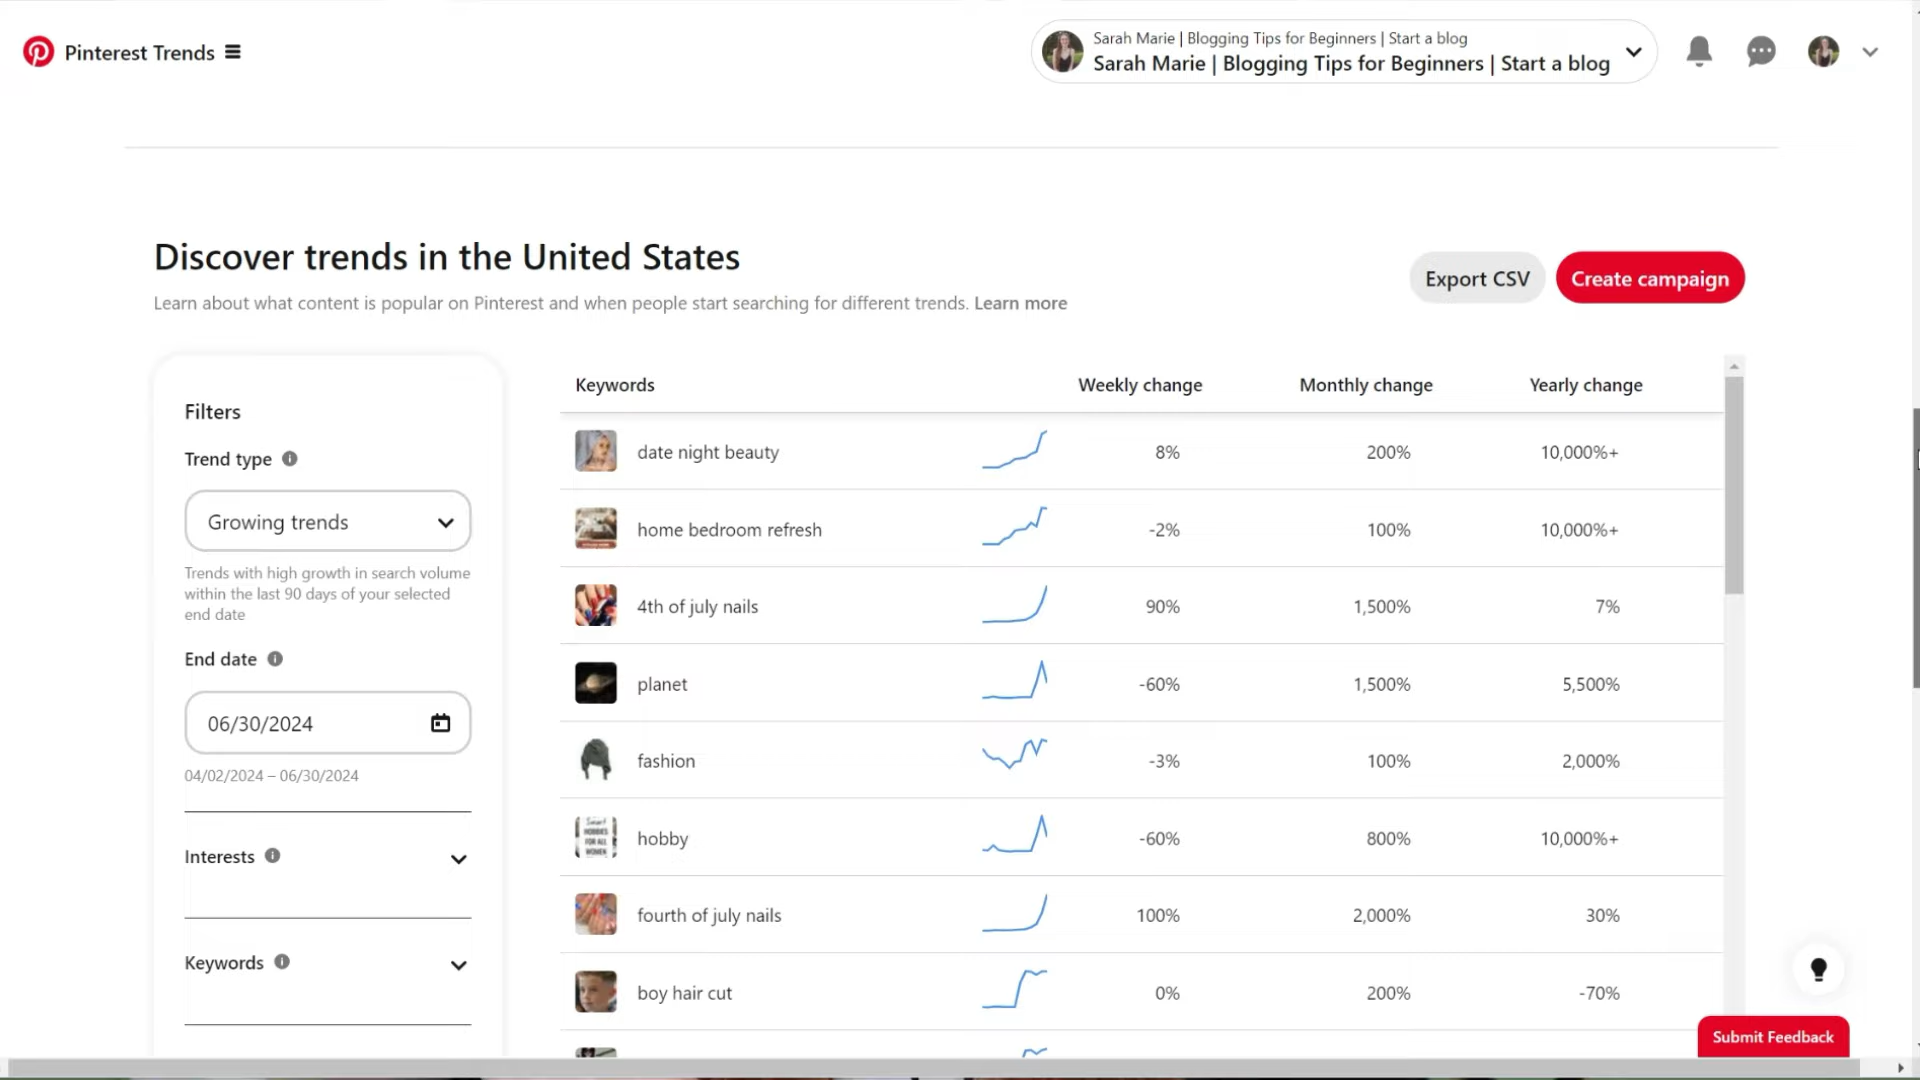 Pinterest Trends
Sarah Marie | Blogging Tips for Beginners | Start a blog
Sarah Marie | Blogging Tips for Beginners | Start a blog
Discover trends in the United States
Learn about what content is popular on Pinterest and when people start searching for different trends. Learn more
Export CSV
Create campaign
Filters
Trend type
Growing trends
Trends with high growth in search volume
within the last 90 days of your selected
end date
End date
06/30/2024
04/02/2024 – 06/30/2024
Interests
Keywords
Keywords Weekly change Monthly change Yearly change
date night beauty 8% 200% 10,000%+
home bedroom refresh -2% 100% 10,000%+
4th of july nails 90% 1,500% 7%
planet -60% 1,500% 5,500%
fashion -3% 100% 2,000%
HOBBIES
FOR ALL
WOMEN
hobby -60% 800% 10,000%+
fourth of july nails 100% 2,000% 30%
boy hair cut 0% 200% -70%
Submit Feedback